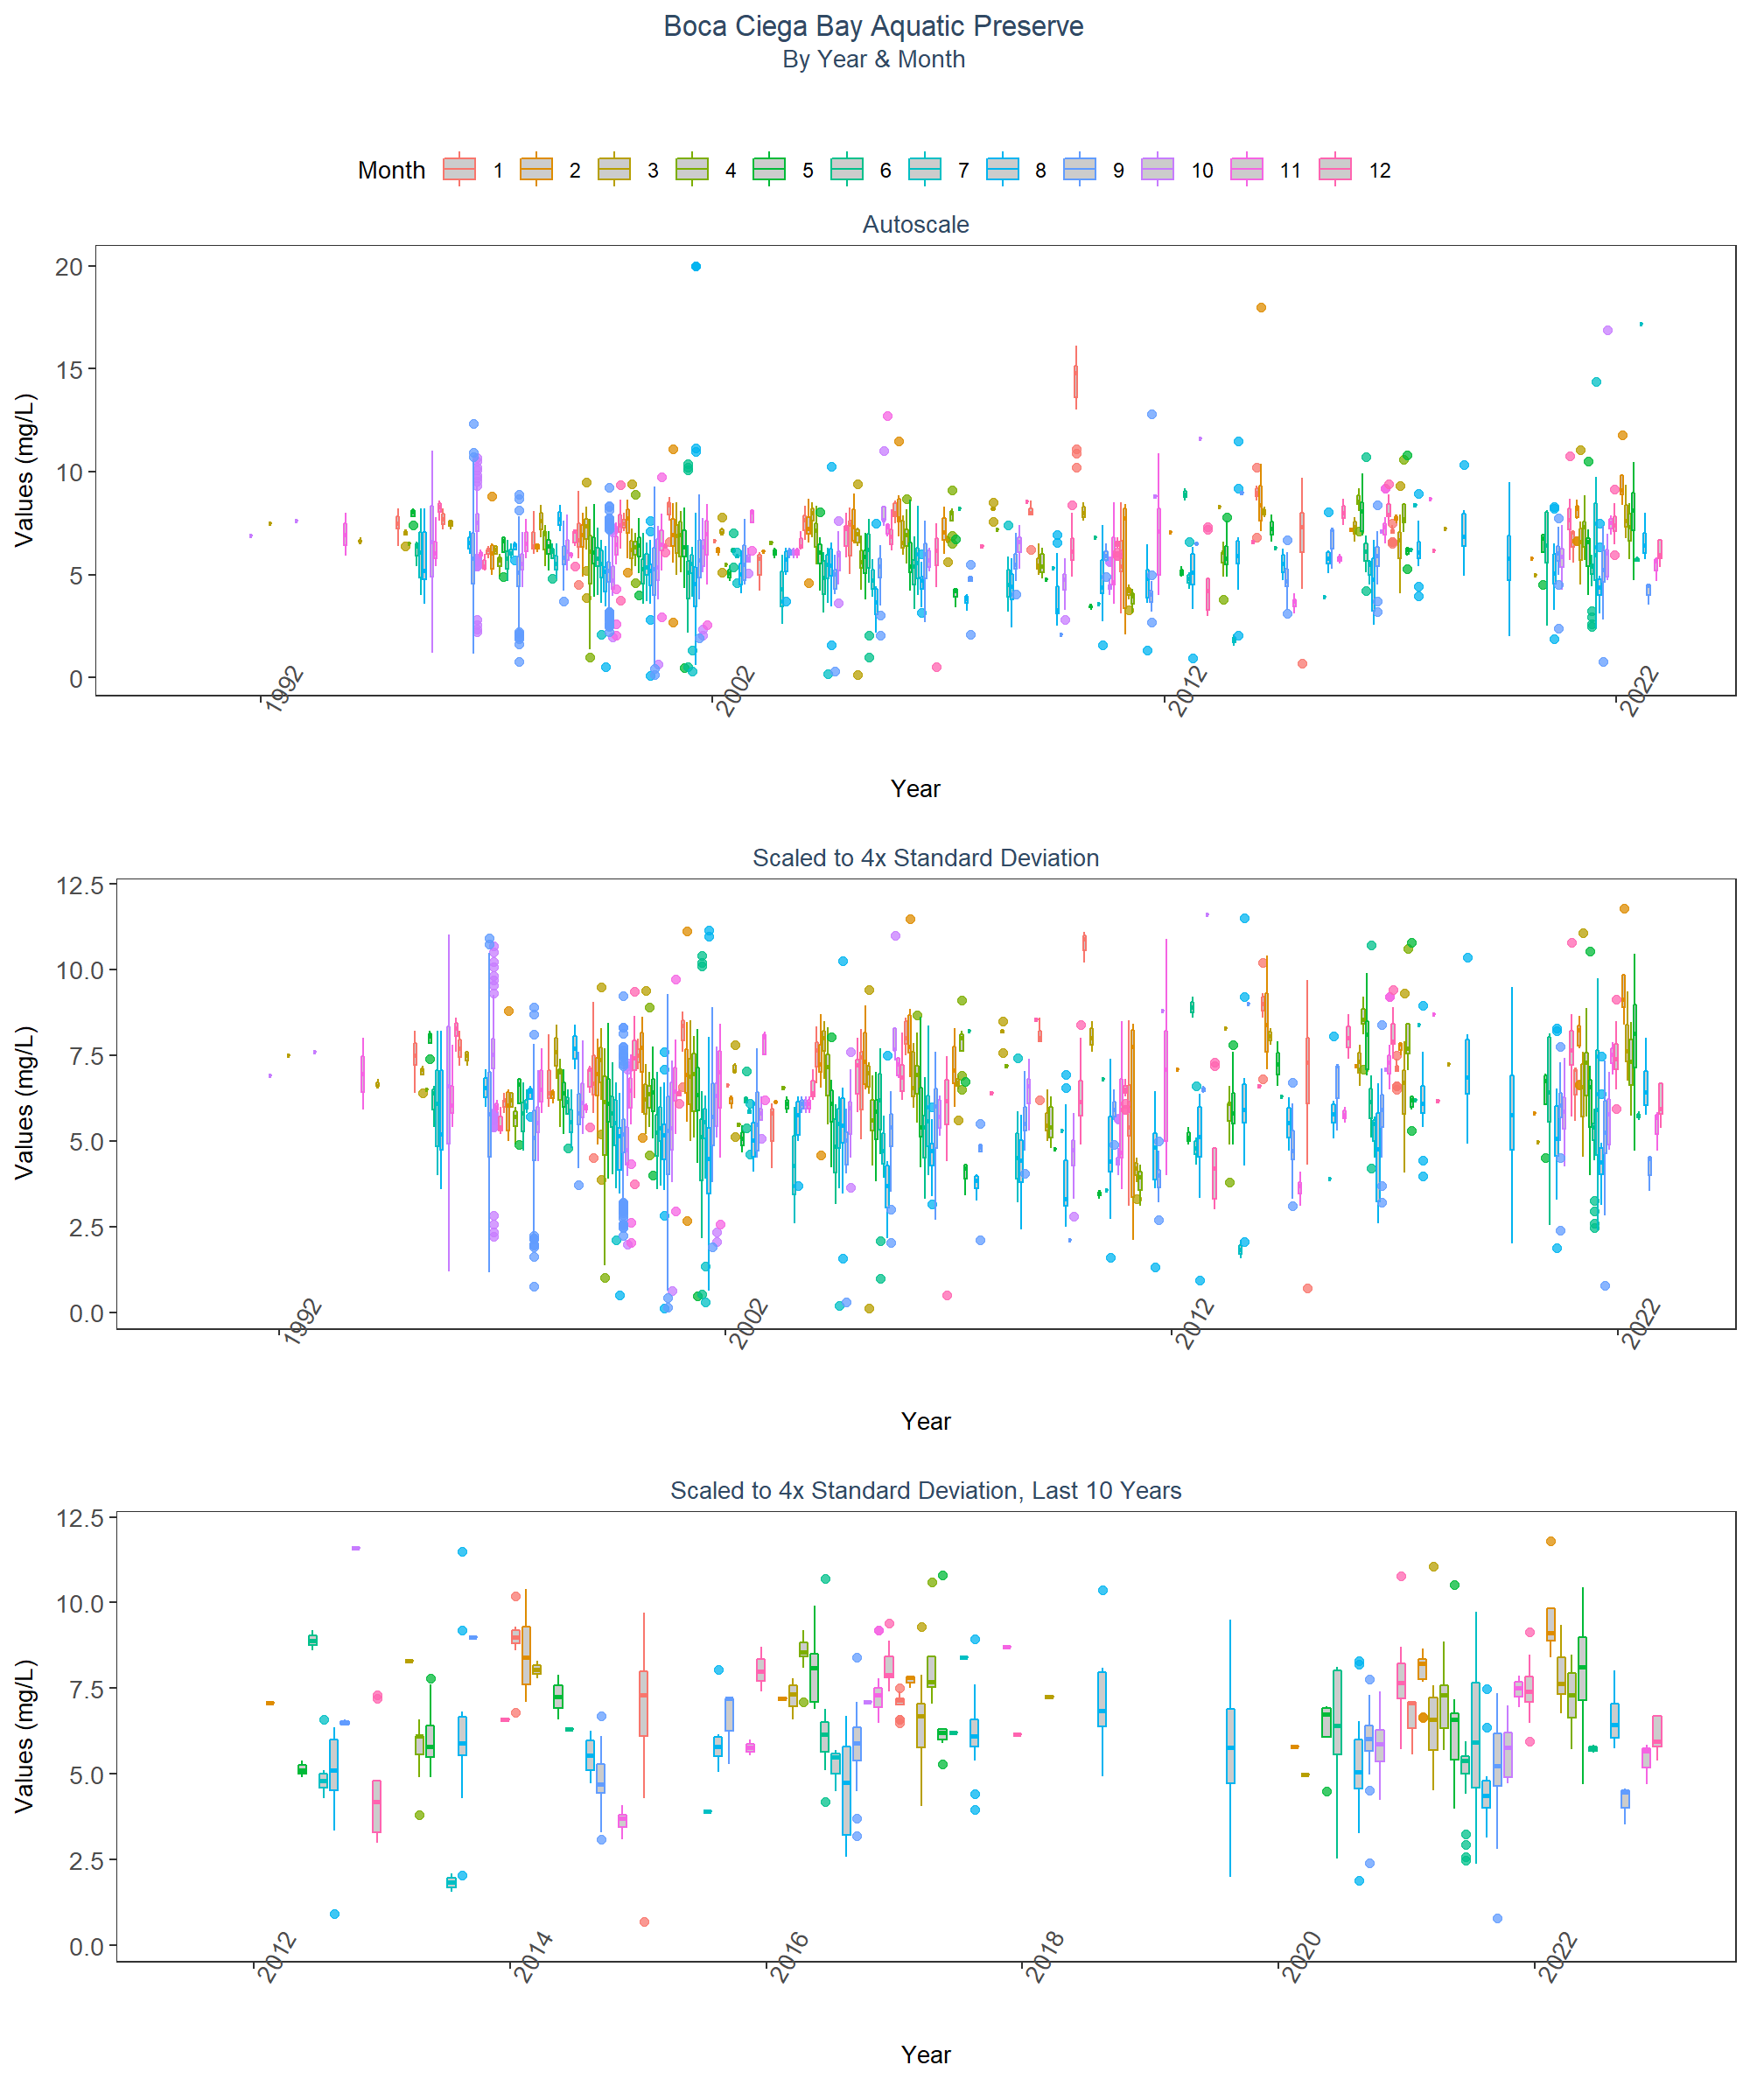 Boca Ciega Bay Aquatic Preserve
By Year & Month
Month 1 2 3 4 5 6 7 8 9 10 11 12
Autoscale
20
15
10
5
0
Values (mg/L)
1992 2002 2012 2022
Year
Scaled to 4x Standard Deviation
12.5
10.0
7.5
5.0
2.5
0.0
Values (mg/L)
1992 2002 2012 2022
Year
Scaled to 4x Standard Deviation, Last 10 Years
12.5
10.0
7.5
5.0
2.5
0.0
Values (mg/L)
2012 2014 2016 2018 2020 2022
Year